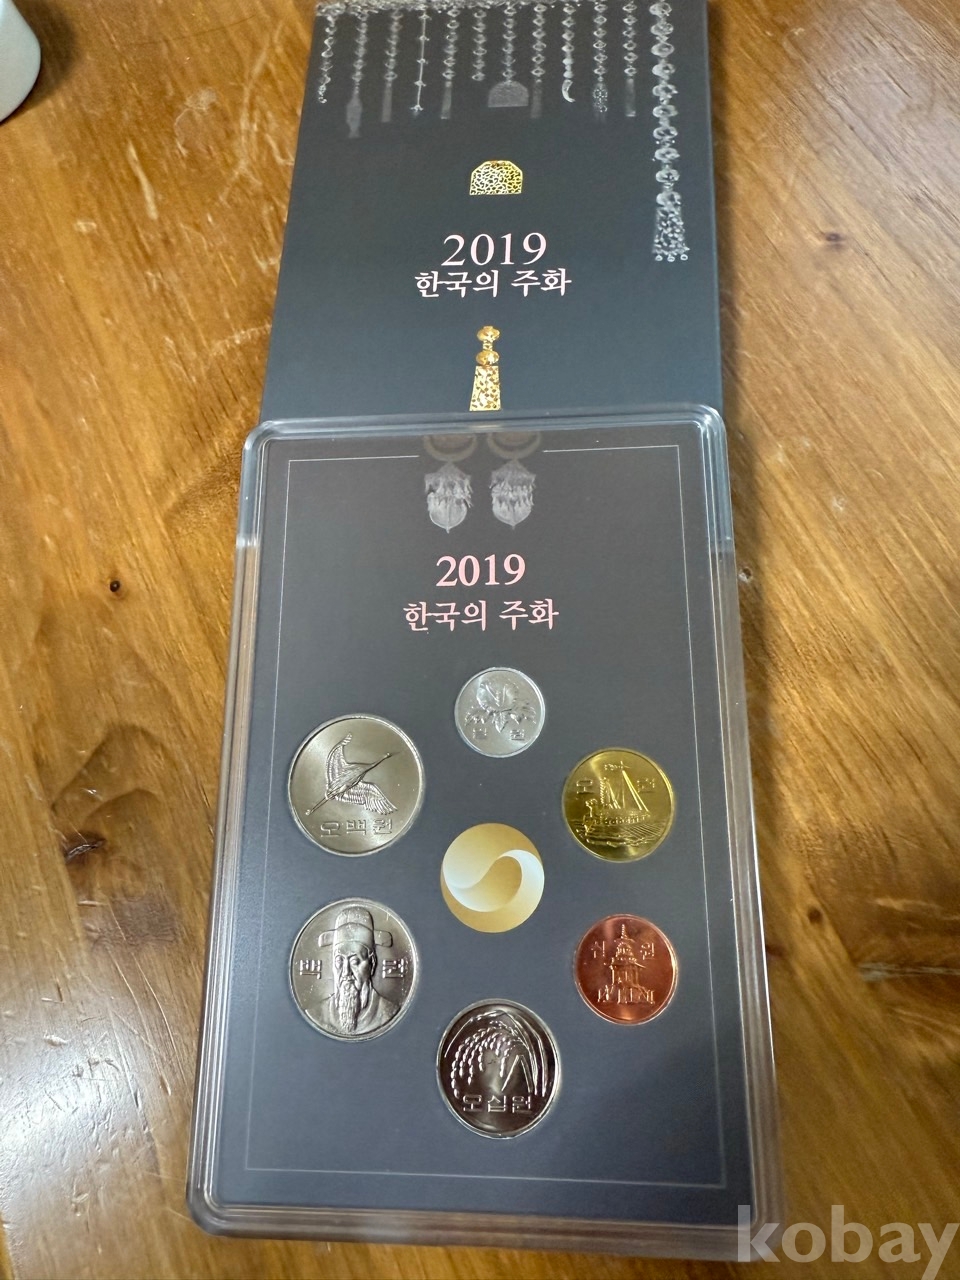 2019
한국의 주화
2019
한국의 주화
일 원
오 원
오백원
백 원
십 원
오십원
kobay